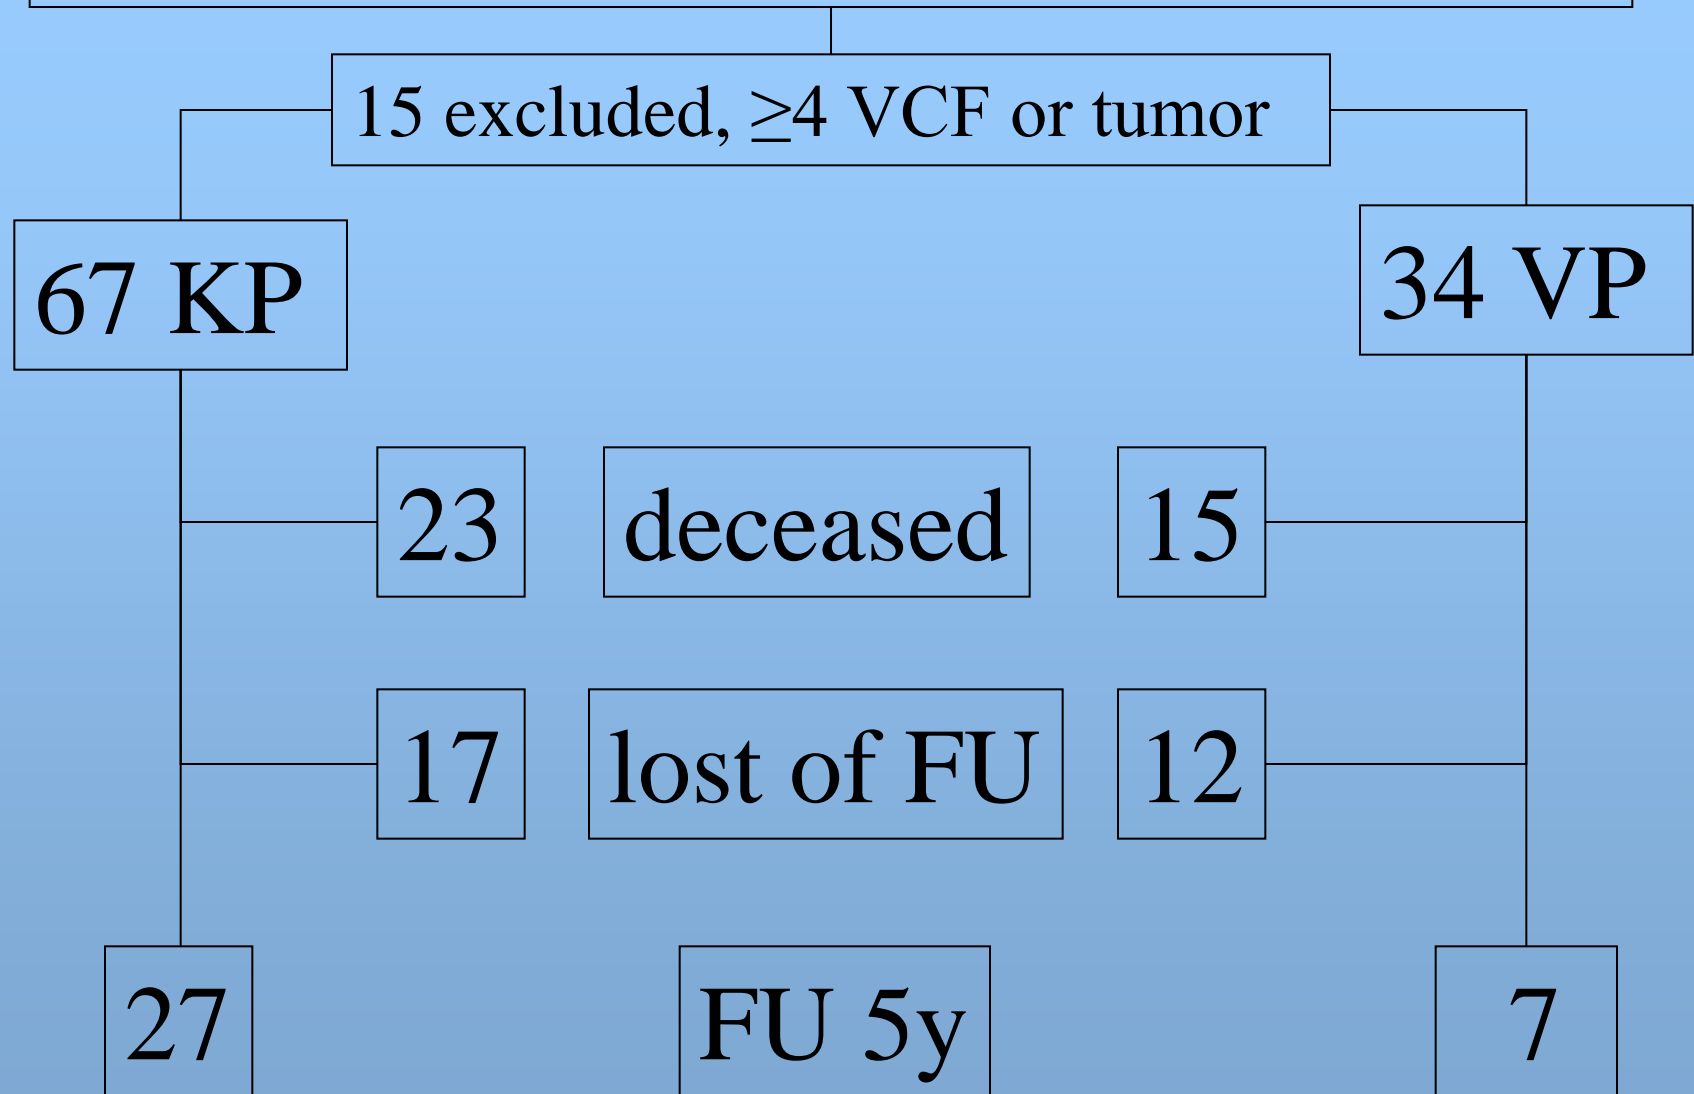 15 excluded, ≥4 VCF or tumor
67 KP
34 VP
23
deceased
15
17
lost of FU
12
27
FU 5y
7